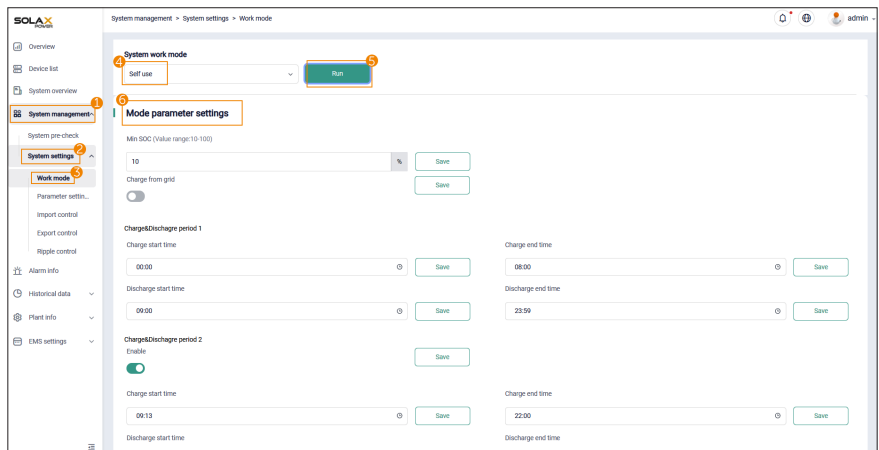 SOLAX
POWER
System management > System settings > Work mode
admin
Overview
Device list
System overview
1
System management
System pre-check
2
System settings
3
Work mode
Parameter settin...
Import control
Export control
Ripple control
Alarm info
Historical data
Plant info
EMS settings
System work mode
4
Self use
5
Run
6
Mode parameter settings
Min SOC (Value range:10-100)
10 % Save
Charge from grid
Save
Charge&Dischagre period 1
Charge start time Charge end time
00:00 Save 08:00 Save
Discharge start time Discharge end time
09:00 Save 23:59 Save
Charge&Dischagre period 2
Enable
Save
Charge start time Charge end time
09:13 Save 22:00 Save
Discharge start time Discharge end time